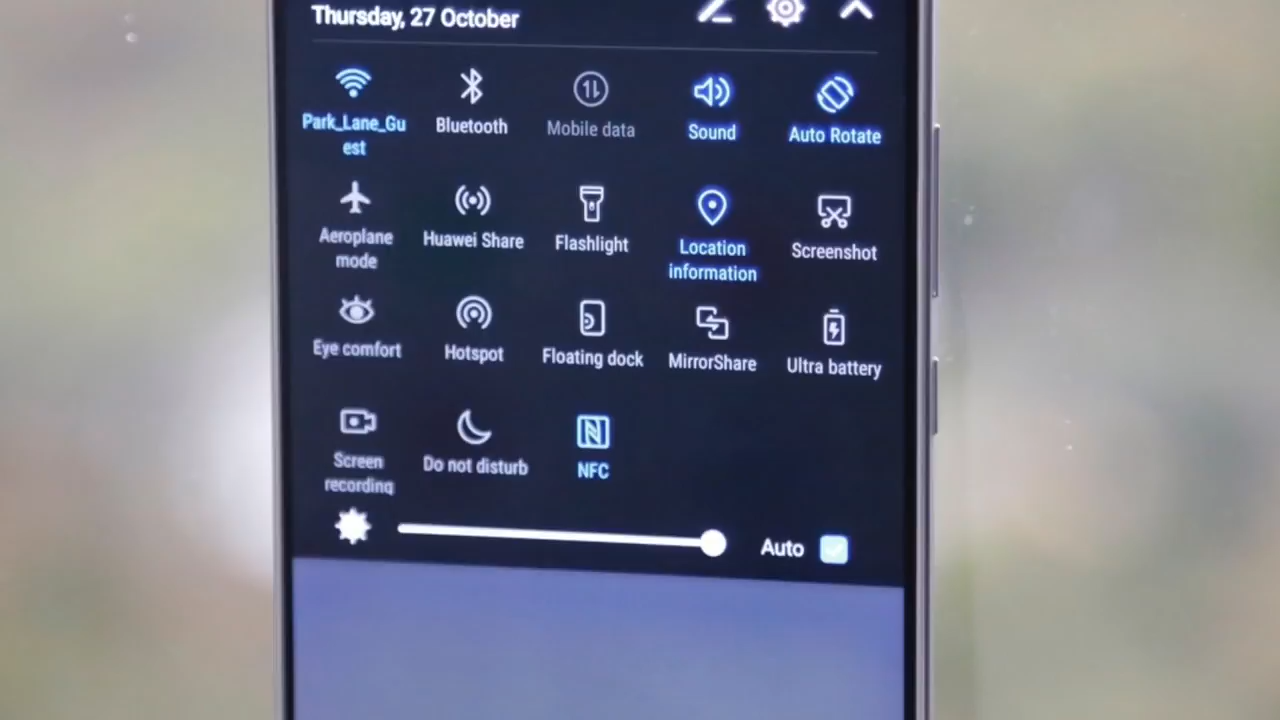 Thursday, 27 October
Park_Lane_Gu
est
Bluetooth
Mobile data
Sound
Auto Rotate
Aeroplane
mode
Huawei Share
Flashlight
Location
information
Screenshot
Eye comfort
Hotspot
Floating dock
MirrorShare
Ultra battery
Screen
recording
Do not disturb
NFC
Auto